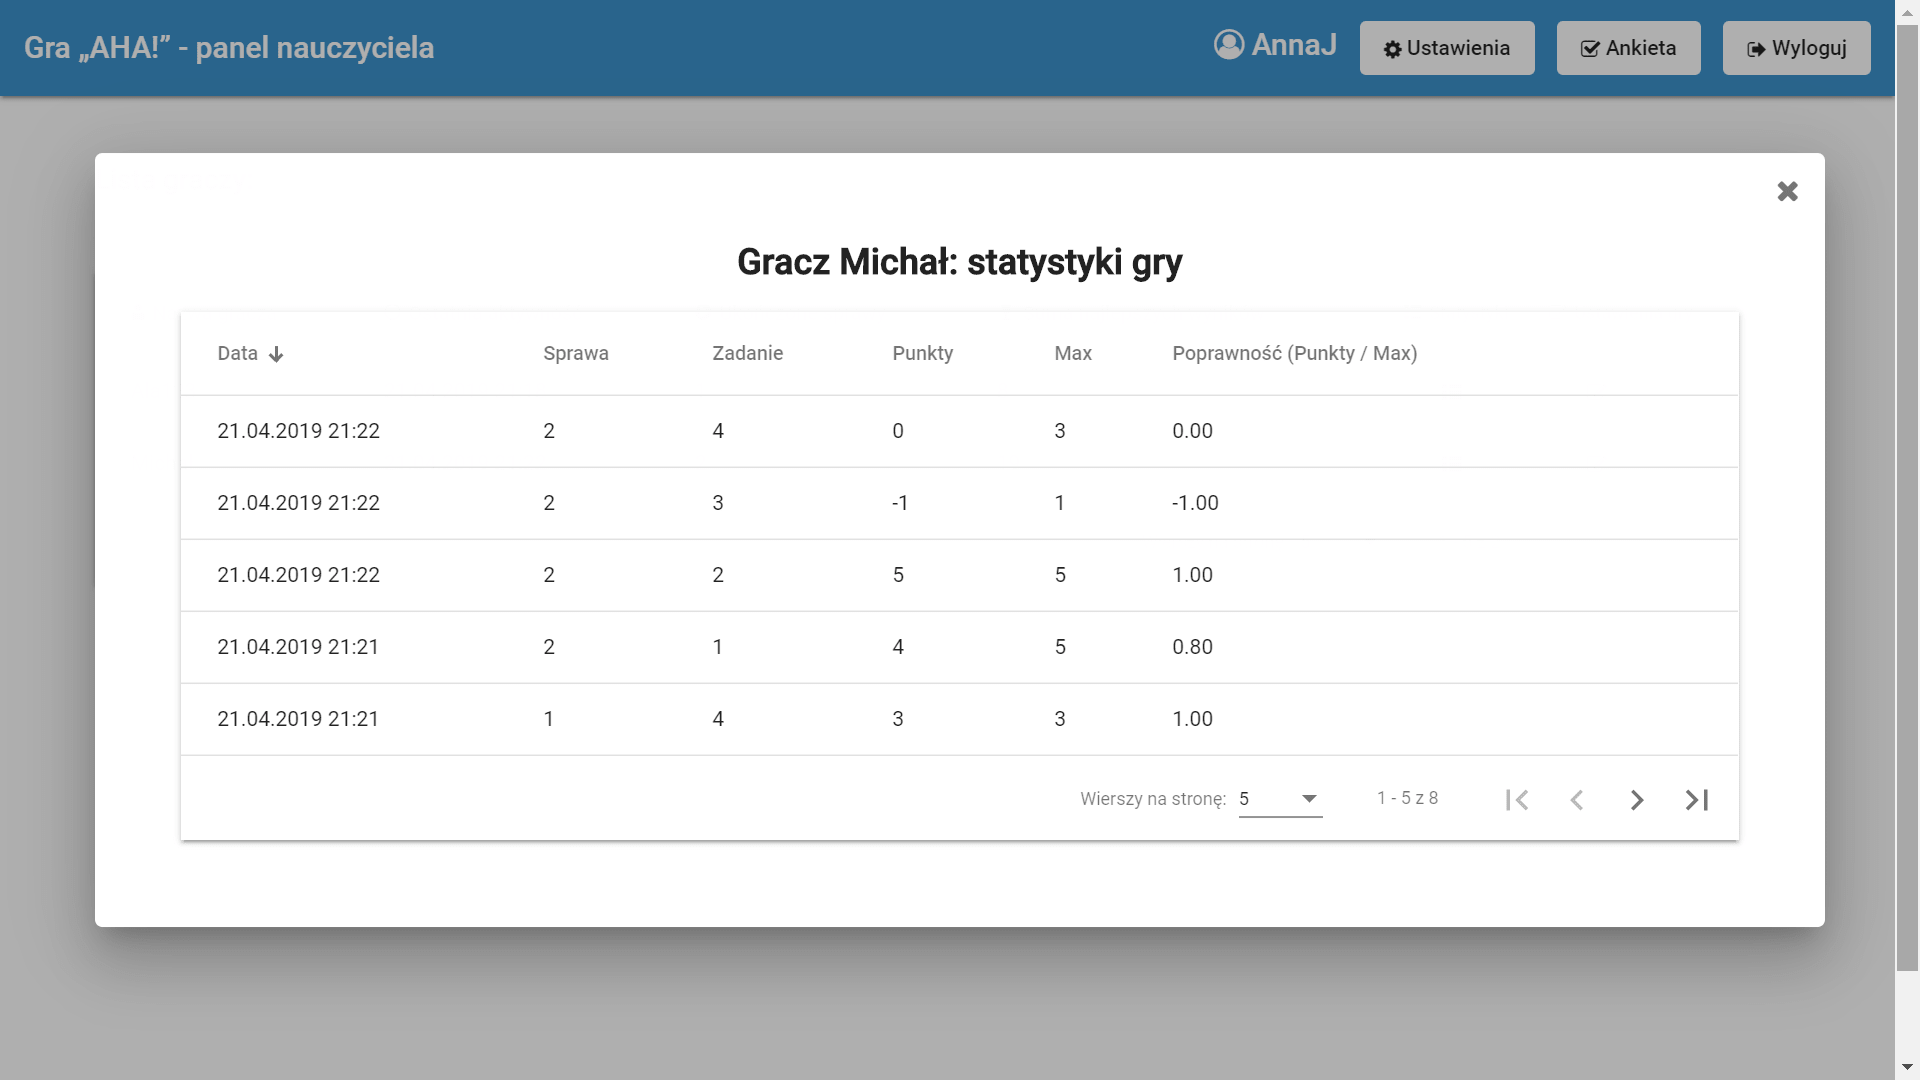 Gra „AHA!” - panel nauczyciela
AnnaJ
Ustawienia
Ankieta
Wyloguj
Gracz Michał: statystyki gry
Data Sprawa Zadanie Punkty Max Poprawność (Punkty / Max)
21.04.2019 21:22 2 4 0 3 0.00
21.04.2019 21:22 2 3 -1 1 -1.00
21.04.2019 21:22 2 2 5 5 1.00
21.04.2019 21:21 2 1 4 5 0.80
21.04.2019 21:21 1 4 3 3 1.00
Wierszy na stronę: 5 1 - 5 z 8